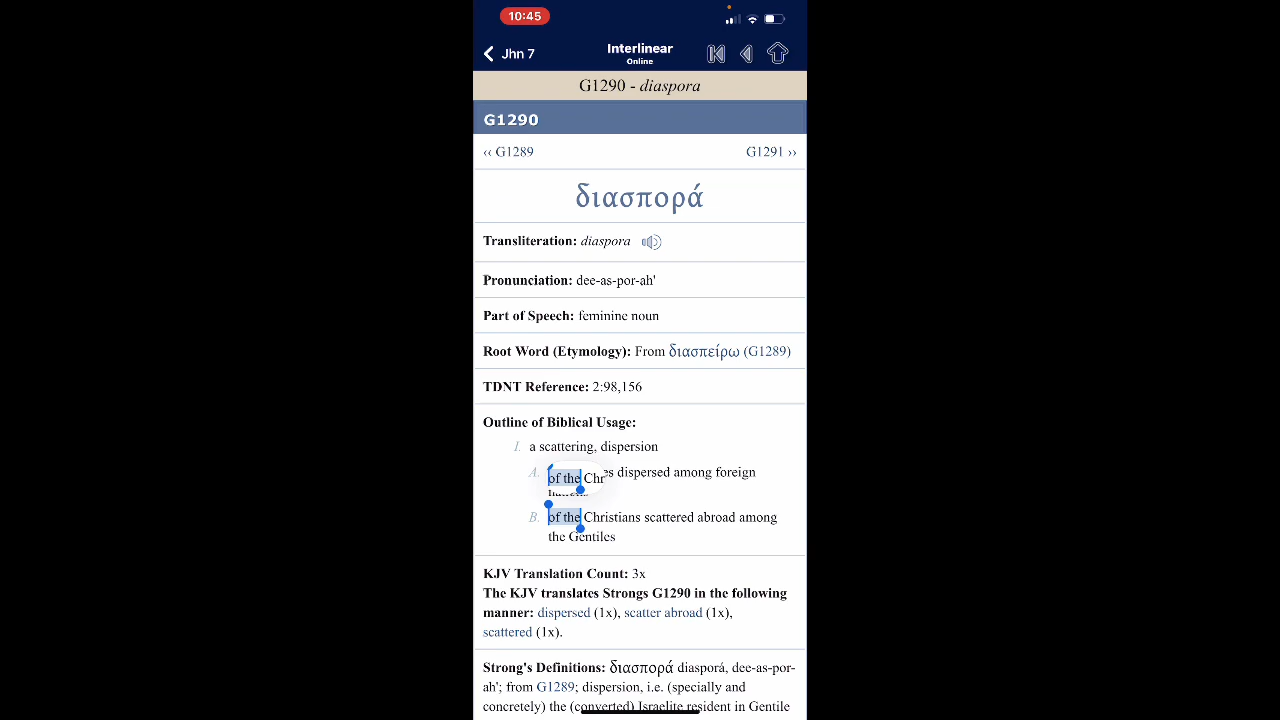 10:45
Jhn 7
Interlinear
Online
G1290 - diaspora
G1290
‹‹ G1289
G1291 ››
διασπορά
Transliteration: diaspora
Pronunciation: dee-as-por-ah'
Part of Speech: feminine noun
Root Word (Etymology): From διασπείρω (G1289)
TDNT Reference: 2:98,156
Outline of Biblical Usage:
I. a scattering, dispersion
A. of the Chr es dispersed among foreign
B. of the Christians scattered abroad among
the Gentiles
KJV Translation Count: 3x
The KJV translates Strongs G1290 in the following
manner: dispersed (1x), scatter abroad (1x),
scattered (1x).
Strong's Definitions: διασπορά diasporá, dee-as-por-
ah'; from G1289; dispersion, i.e. (specially and
concretely) the (converted) Israelite resident in Gentile